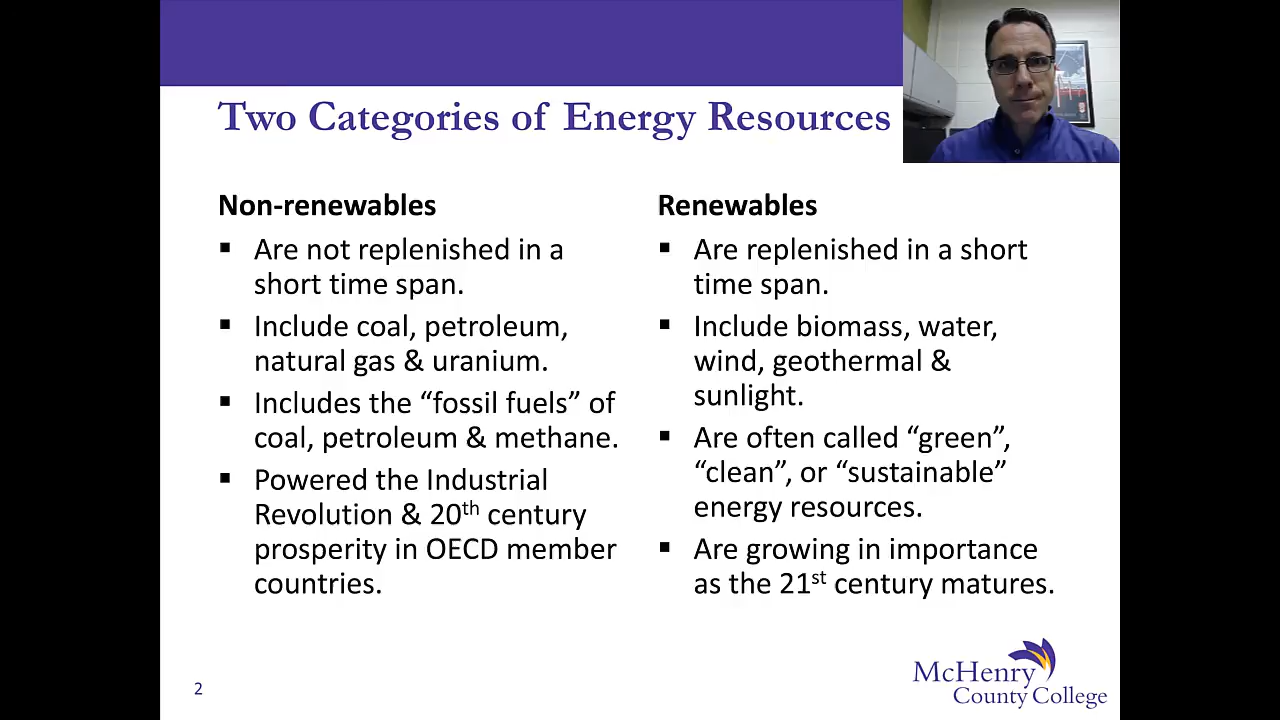 Two Categories of Energy Resources
Non-renewables
▪ Are not replenished in a
short time span.
▪ Include coal, petroleum,
natural gas & uranium.
▪ Includes the “fossil fuels” of
coal, petroleum & methane.
▪ Powered the Industrial
Revolution & 20th century
prosperity in OECD member
countries.
Renewables
▪ Are replenished in a short
time span.
▪ Include biomass, water,
wind, geothermal &
sunlight.
▪ Are often called “green”,
“clean”, or “sustainable”
energy resources.
▪ Are growing in importance
as the 21st century matures.
2
McHenry
County College